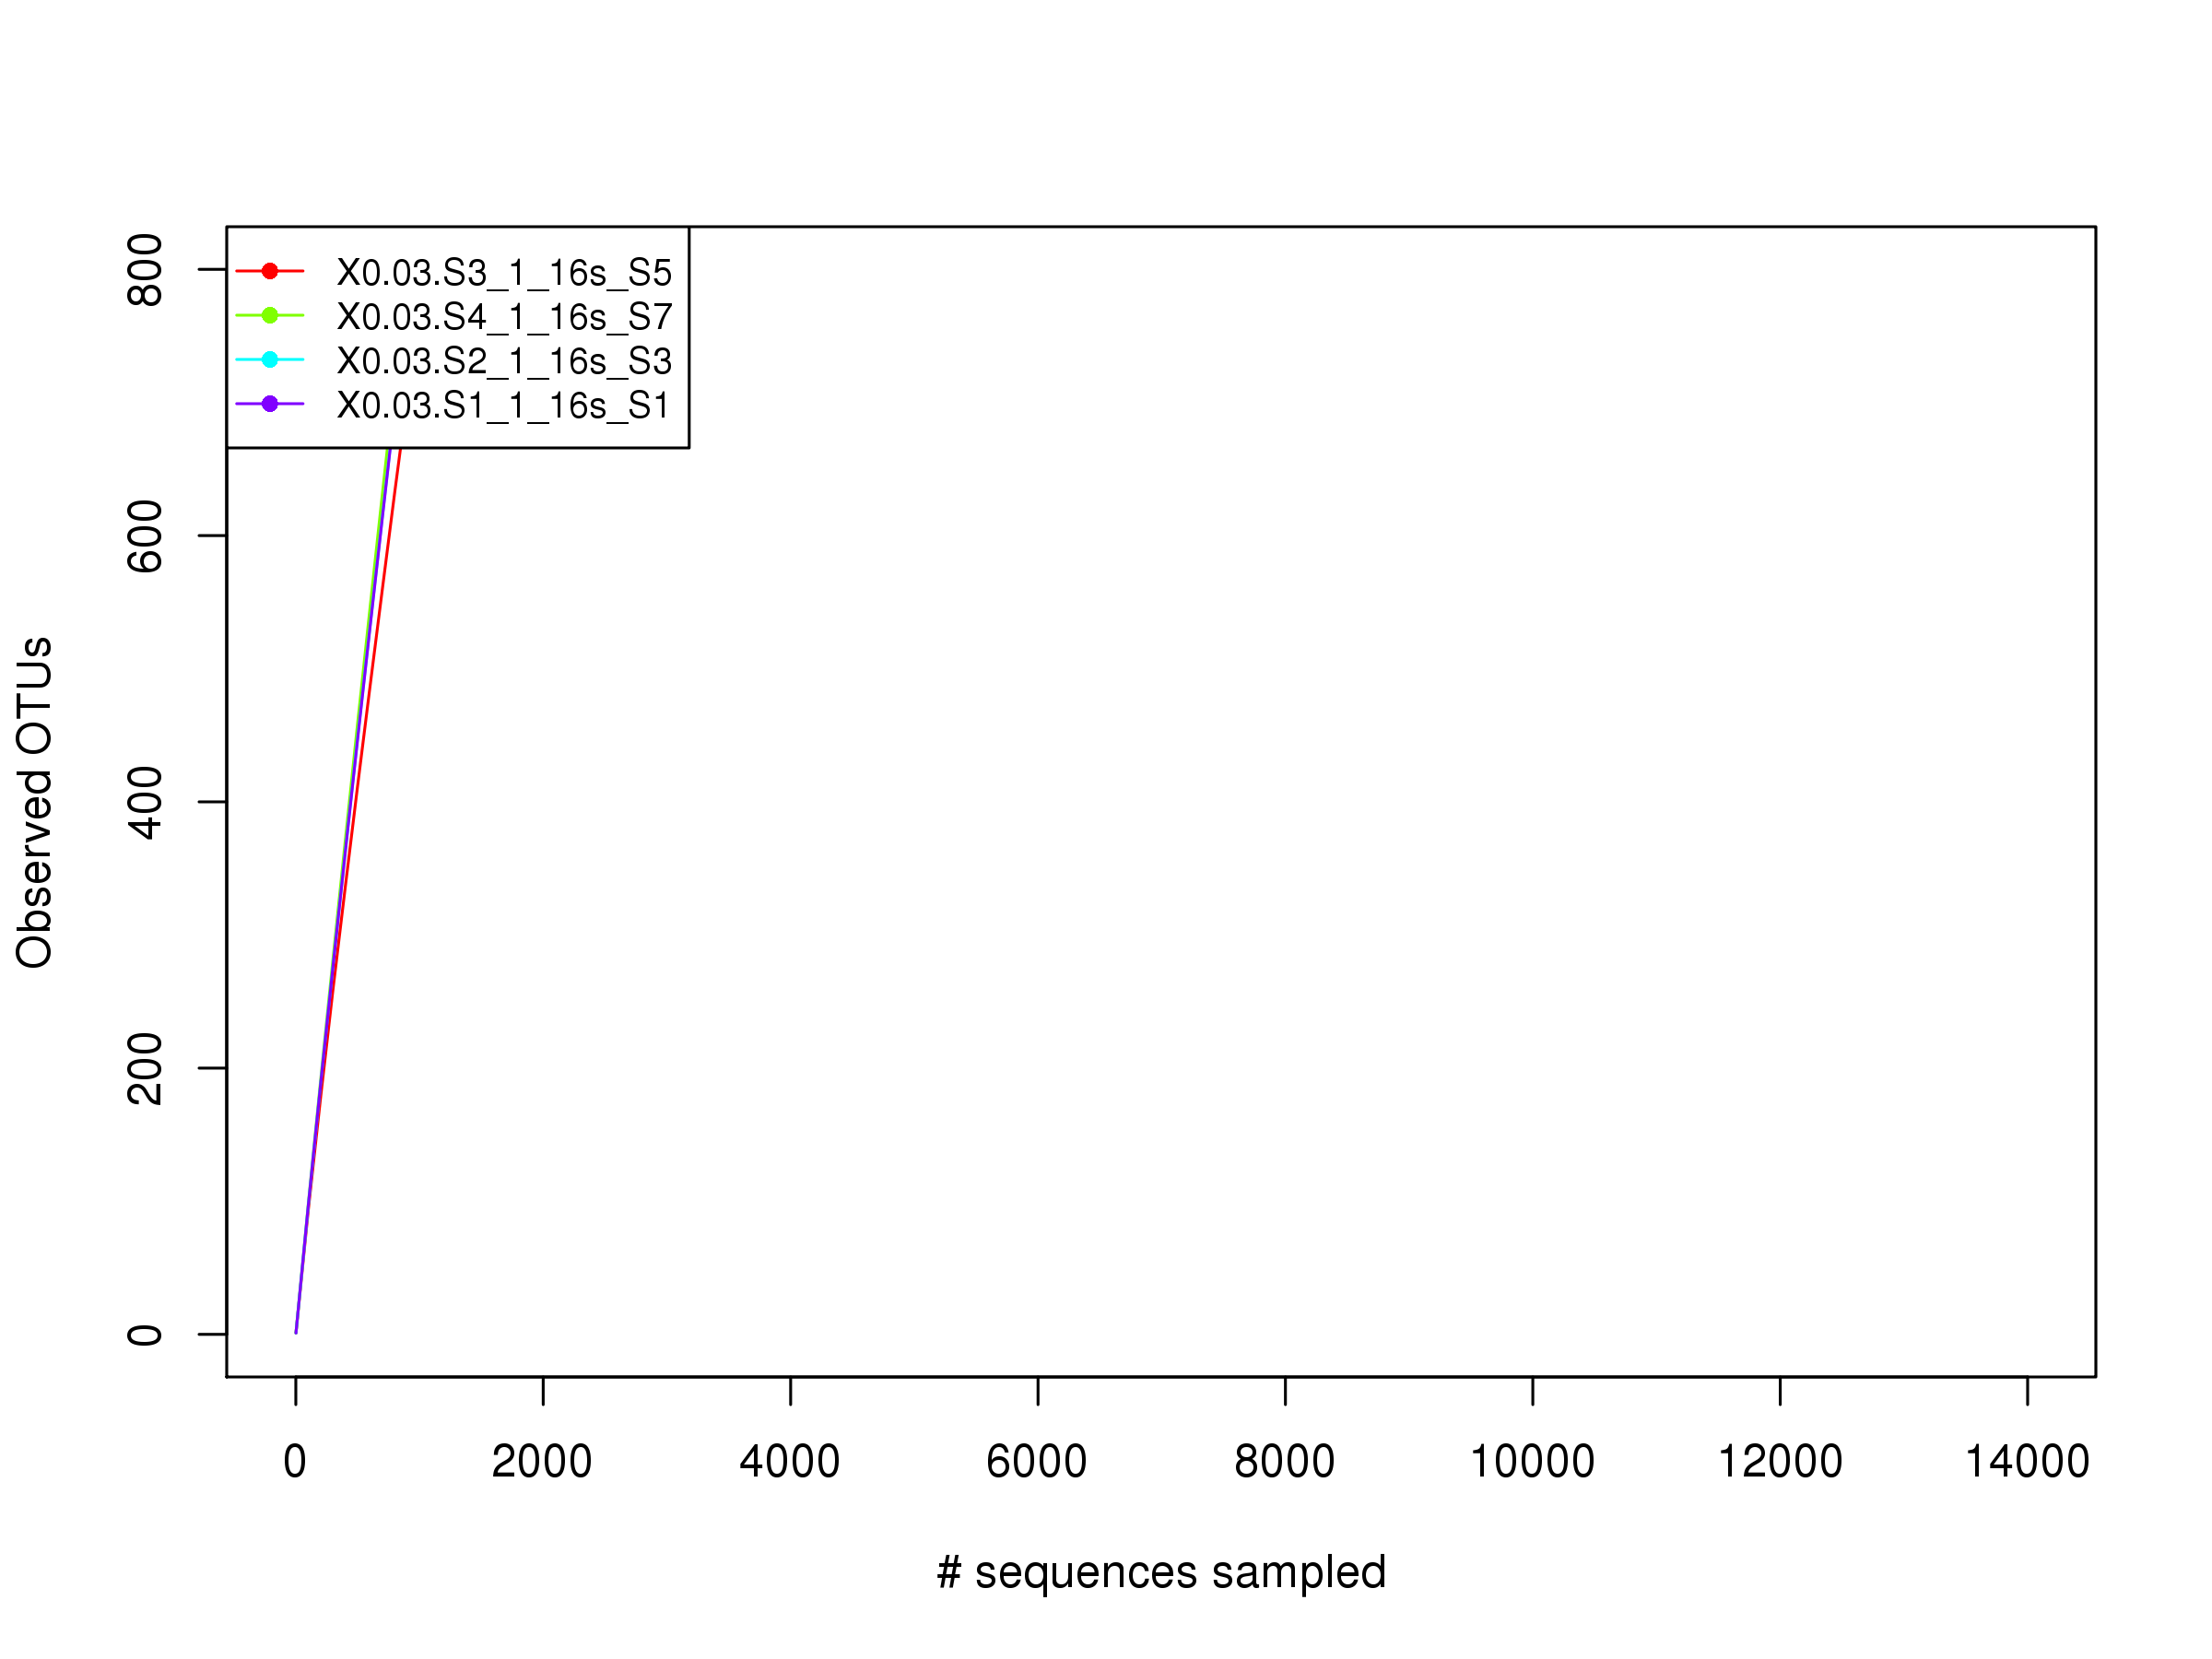 800
600
400
200
0
Observed OTUs
X0.03.S3_1_16s_S5
X0.03.S4_1_16s_S7
X0.03.S2_1_16s_S3
X0.03.S1_1_16s_S1
0 2000 4000 6000 8000 10000 12000 14000
# sequences sampled